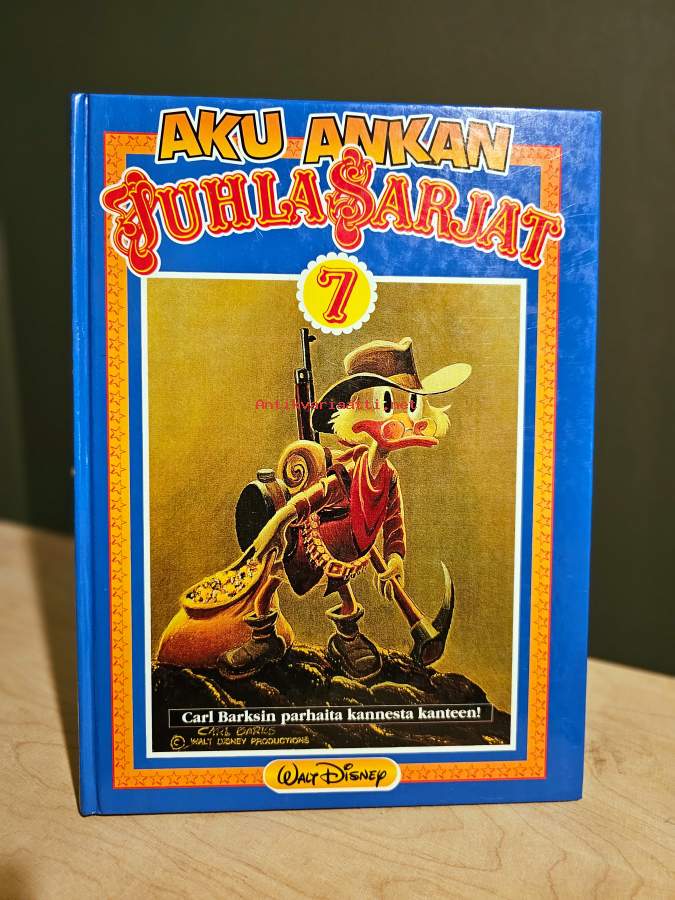 AKU ANKAN
JUHLASARJAT
7
Antikvariaatti.net
Carl Barksin parhaita kannesta kanteen!
CARL BARKS
© WALT DISNEY PRODUCTIONS
WALT DISNEY